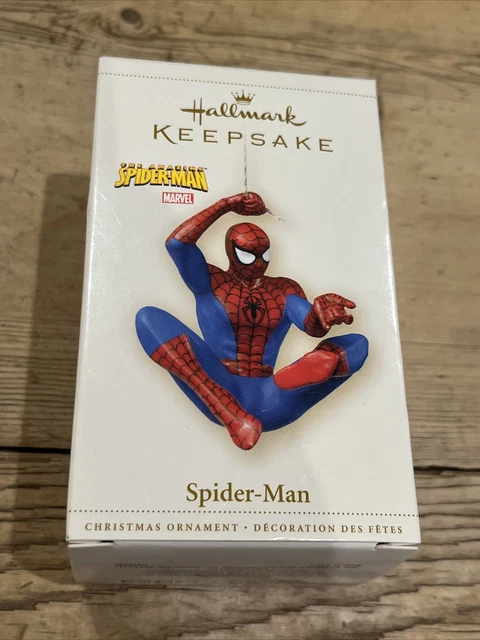 Hallmark
KEEPSAKE
THE AMAZING
SPIDER-MAN
MARVEL
Spider-Man
CHRISTMAS ORNAMENT • DÉCORATION DES FÊTES